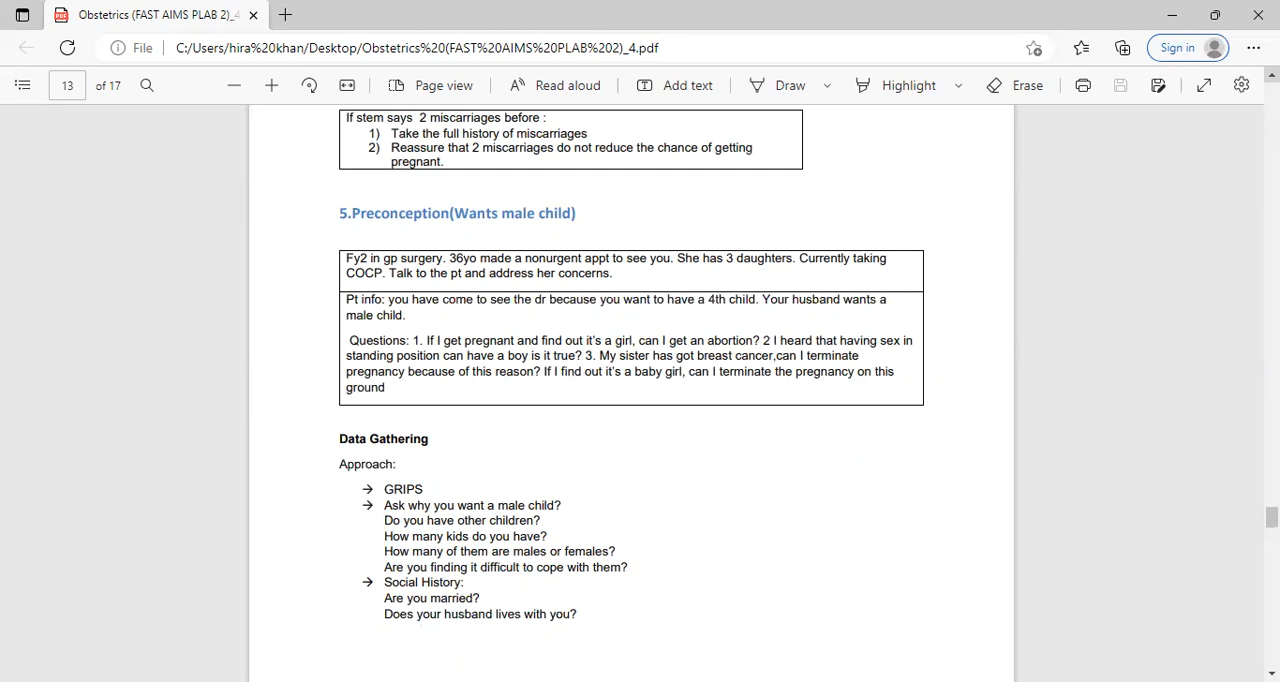 Obstetrics (FAST AIMS PLAB 2)_4
File C:/Users/hira%20khan/Desktop/Obstetrics%20(FAST%20AIMS%20PLAB%202)_4.pdf Sign in
13 of 17 Page view Read aloud Add text Draw Highlight Erase
If stem says 2 miscarriages before :
1) Take the full history of miscarriages
2) Reassure that 2 miscarriages do not reduce the chance of getting
pregnant.
5.Preconception(Wants male child)
Fy2 in gp surgery. 36yo made a nonurgent appt to see you. She has 3 daughters. Currently taking
COCP. Talk to the pt and address her concerns.
Pt info: you have come to see the dr because you want to have a 4th child. Your husband wants a
male child.
Questions: 1. If I get pregnant and find out it's a girl, can I get an abortion? 2 I heard that having sex in
standing position can have a boy is it true? 3. My sister has got breast cancer,can I terminate
pregnancy because of this reason? If I find out it's a baby girl, can I terminate the pregnancy on this
ground
Data Gathering
Approach:
→ GRIPS
→ Ask why you want a male child?
Do you have other children?
How many kids do you have?
How many of them are males or females?
Are you finding it difficult to cope with them?
→ Social History:
Are you married?
Does your husband lives with you?